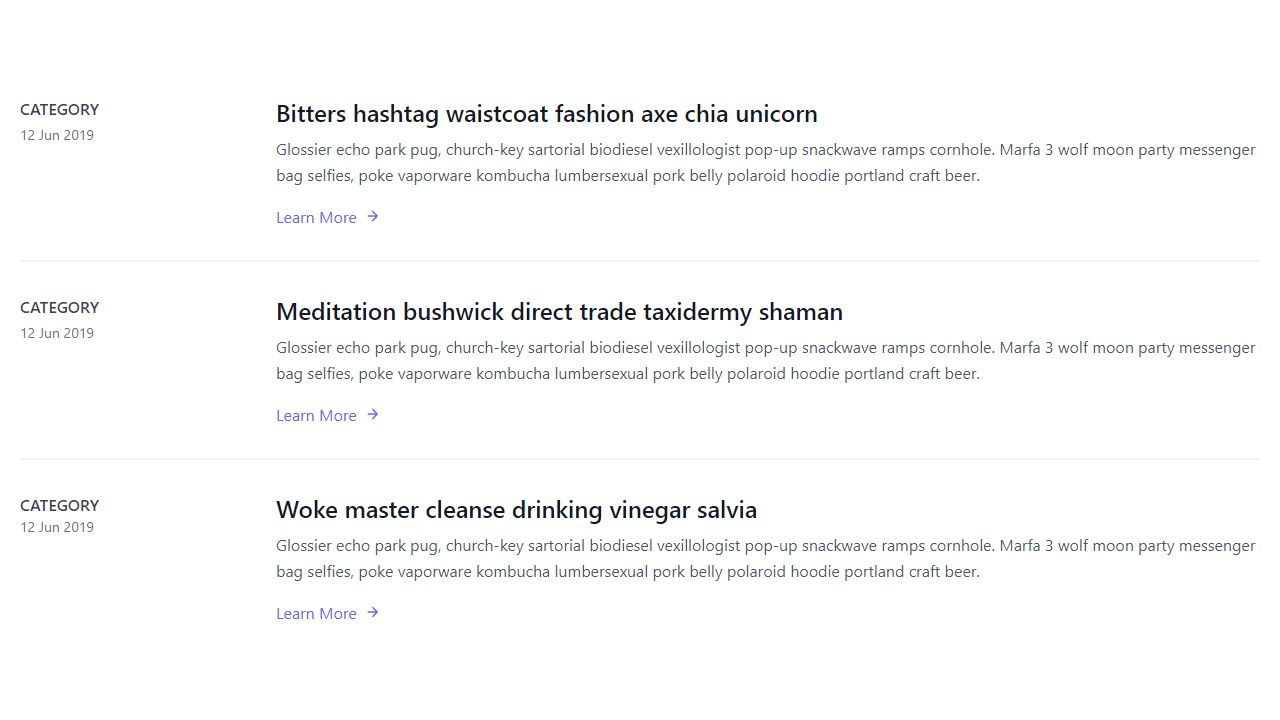 CATEGORY
12 Jun 2019
Bitters hashtag waistcoat fashion axe chia unicorn
Glossier echo park pug, church-key sartorial biodiesel vexillologist pop-up snackwave ramps cornhole. Marfa 3 wolf moon party messenger
bag selfies, poke vaporware kombucha lumbersexual pork belly polaroid hoodie portland craft beer.
Learn More
CATEGORY
12 Jun 2019
Meditation bushwick direct trade taxidermy shaman
Glossier echo park pug, church-key sartorial biodiesel vexillologist pop-up snackwave ramps cornhole. Marfa 3 wolf moon party messenger
bag selfies, poke vaporware kombucha lumbersexual pork belly polaroid hoodie portland craft beer.
Learn More
CATEGORY
12 Jun 2019
Woke master cleanse drinking vinegar salvia
Glossier echo park pug, church-key sartorial biodiesel vexillologist pop-up snackwave ramps cornhole. Marfa 3 wolf moon party messenger
bag selfies, poke vaporware kombucha lumbersexual pork belly polaroid hoodie portland craft beer.
Learn More